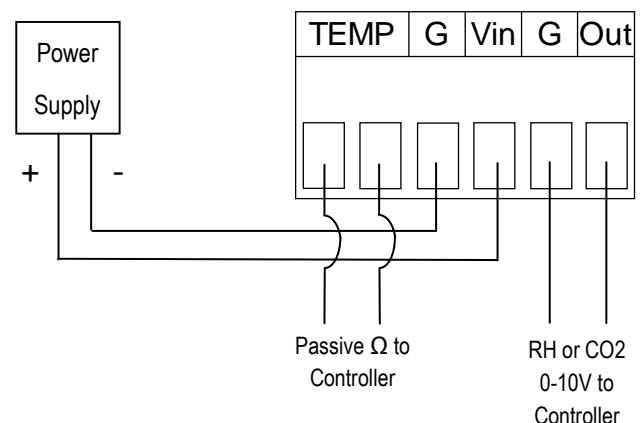 Power
Supply
+ -
TEMP G Vin G Out
Passive Ω to
Controller
RH or CO2
0-10V to
Controller